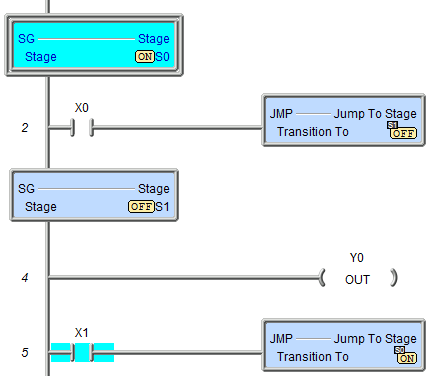 SG Stage
Stage ON S0
X0
2
JMP Jump To Stage
S1
Transition To OFF
SG Stage
Stage OFF S1
Y0
4 OUT
X1
5
JMP Jump To Stage
S0
Transition To ON